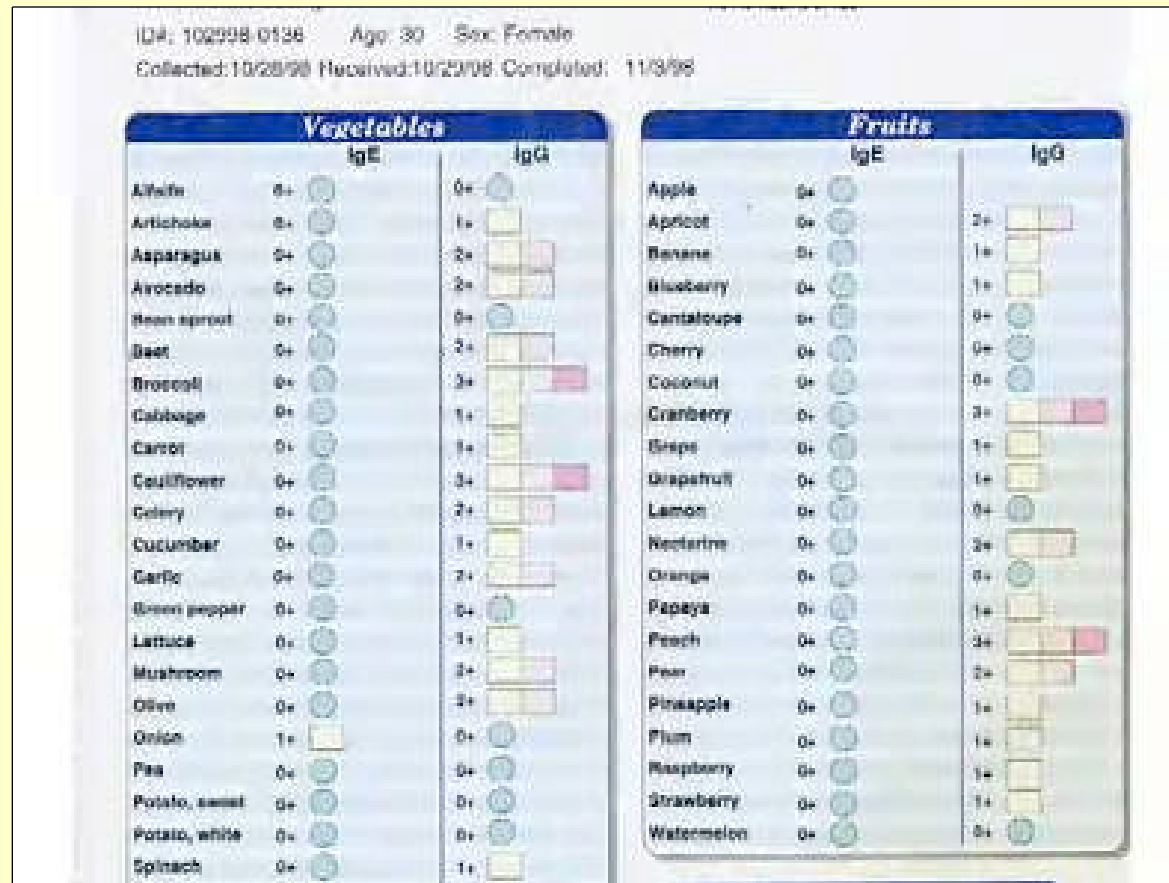 ID#: 102998-0136 Age: 30 Sex: Female
Collected:10/28/98 Received:10/29/98 Completed: 11/3/98
Vegetables
IgE IgG
Alfalfa 0+ 0+
Artichoke 0+ 1+
Asparagus 0+ 2+
Avocado 0+ 2+
Bean sprout 0+ 0+
Beet 0+ 2+
Broccoli 0+ 3+
Cabbage 0+ 1+
Carrot 0+ 1+
Cauliflower 0+ 3+
Celery 0+ 2+
Cucumber 0+ 1+
Garlic 0+ 2+
Green pepper 0+ 0+
Lettuce 0+ 1+
Mushroom 0+ 2+
Olive 0+ 2+
Onion 1+ 0+
Pea 0+ 0+
Potato, sweet 0+ 0+
Potato, white 0+ 0+
Spinach 0+ 1+
Fruits
IgE IgG
Apple 0+
Apricot 0+ 2+
Banana 0+ 1+
Blueberry 0+ 1+
Cantaloupe 0+ 0+
Cherry 0+ 0+
Coconut 0+ 0+
Cranberry 0+ 3+
Grape 0+ 1+
Grapefruit 0+ 1+
Lemon 0+ 0+
Nectarine 0+ 2+
Orange 0+ 0+
Papaya 0+ 1+
Peach 0+ 3+
Pear 0+ 2+
Pineapple 0+ 1+
Plum 0+ 1+
Raspberry 0+ 1+
Strawberry 0+ 1+
Watermelon 0+ 0+